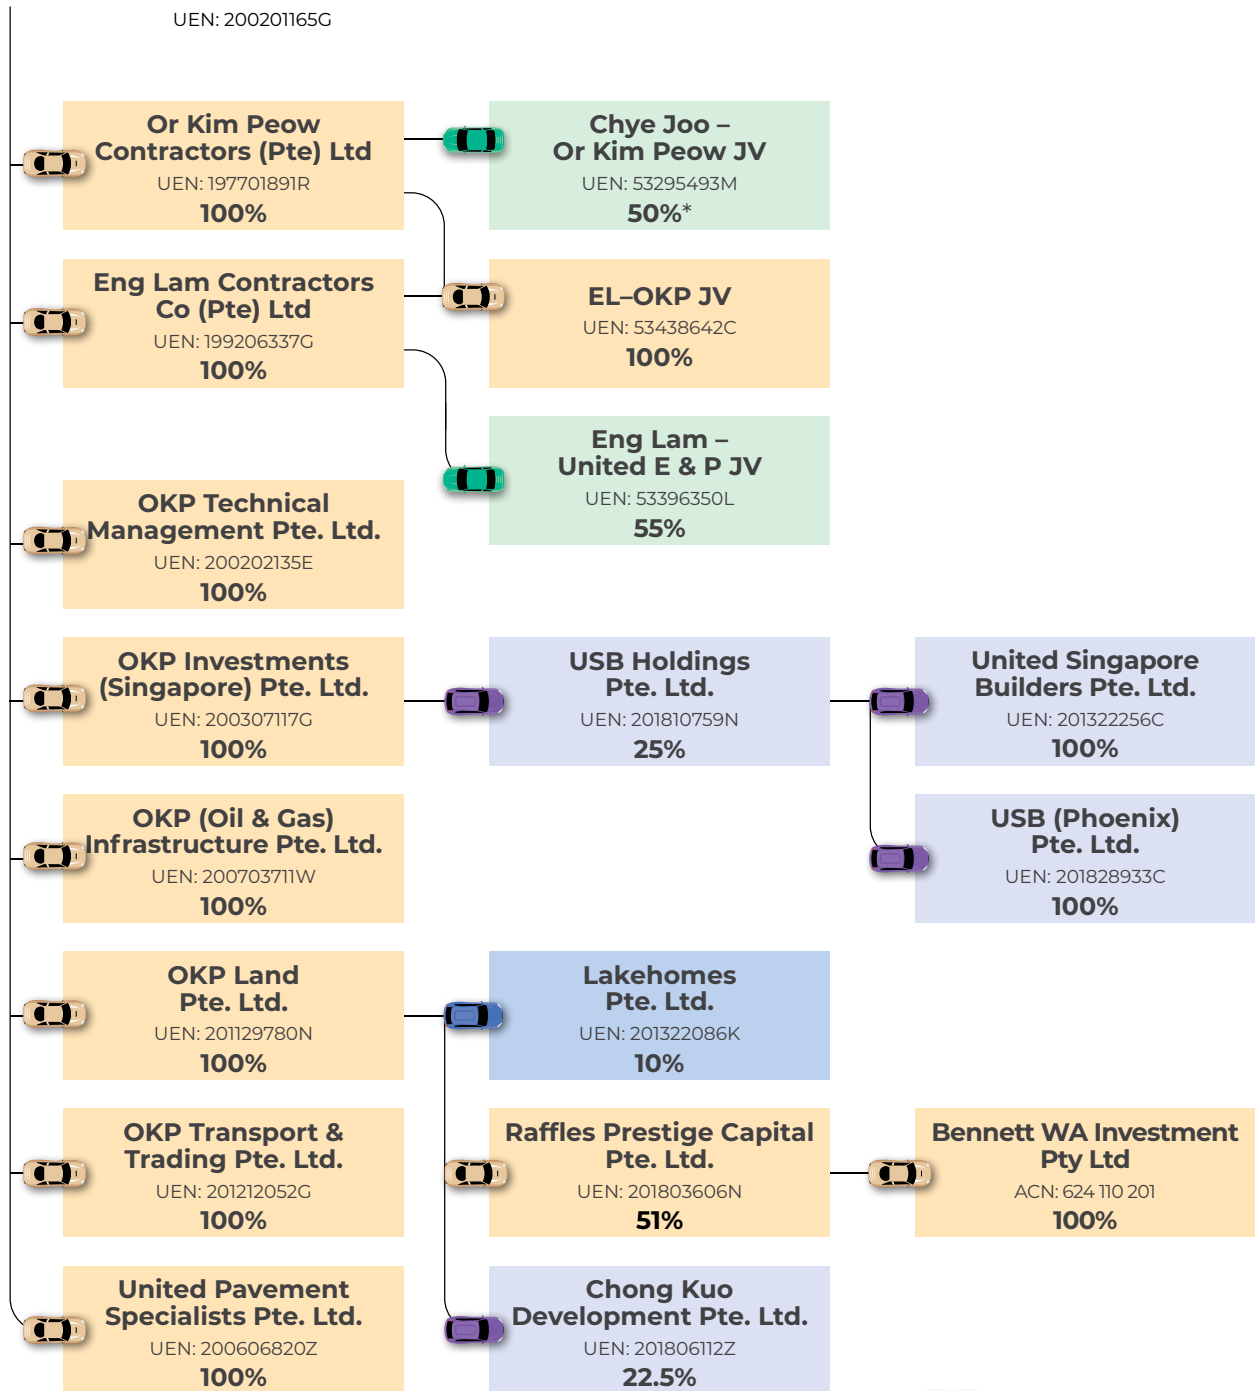 UEN: 200201165G
Or Kim Peow
Contractors (Pte) Ltd
UEN: 197701891R
100%
Chye Joo –
Or Kim Peow JV
UEN: 53295493M
50%*
Eng Lam Contractors
Co (Pte) Ltd
UEN: 199206337G
100%
EL–OKP JV
UEN: 53438642C
100%
Eng Lam –
United E & P JV
UEN: 53396350L
55%
OKP Technical
Management Pte. Ltd.
UEN: 200202135E
100%
OKP Investments
(Singapore) Pte. Ltd.
UEN: 200307117G
100%
USB Holdings
Pte. Ltd.
UEN: 201810759N
25%
United Singapore
Builders Pte. Ltd.
UEN: 201322256C
100%
OKP (Oil & Gas)
Infrastructure Pte. Ltd.
UEN: 200703711W
100%
USB (Phoenix)
Pte. Ltd.
UEN: 201828933C
100%
OKP Land
Pte. Ltd.
UEN: 201129780N
100%
Lakehomes
Pte. Ltd.
UEN: 201322086K
10%
OKP Transport &
Trading Pte. Ltd.
UEN: 201212052G
100%
Raffles Prestige Capital
Pte. Ltd.
UEN: 201803606N
51%
Bennett WA Investment
Pty Ltd
ACN: 624 110 201
100%
United Pavement
Specialists Pte. Ltd.
UEN: 200606820Z
100%
Chong Kuo
Development Pte. Ltd.
UEN: 201806112Z
22.5%